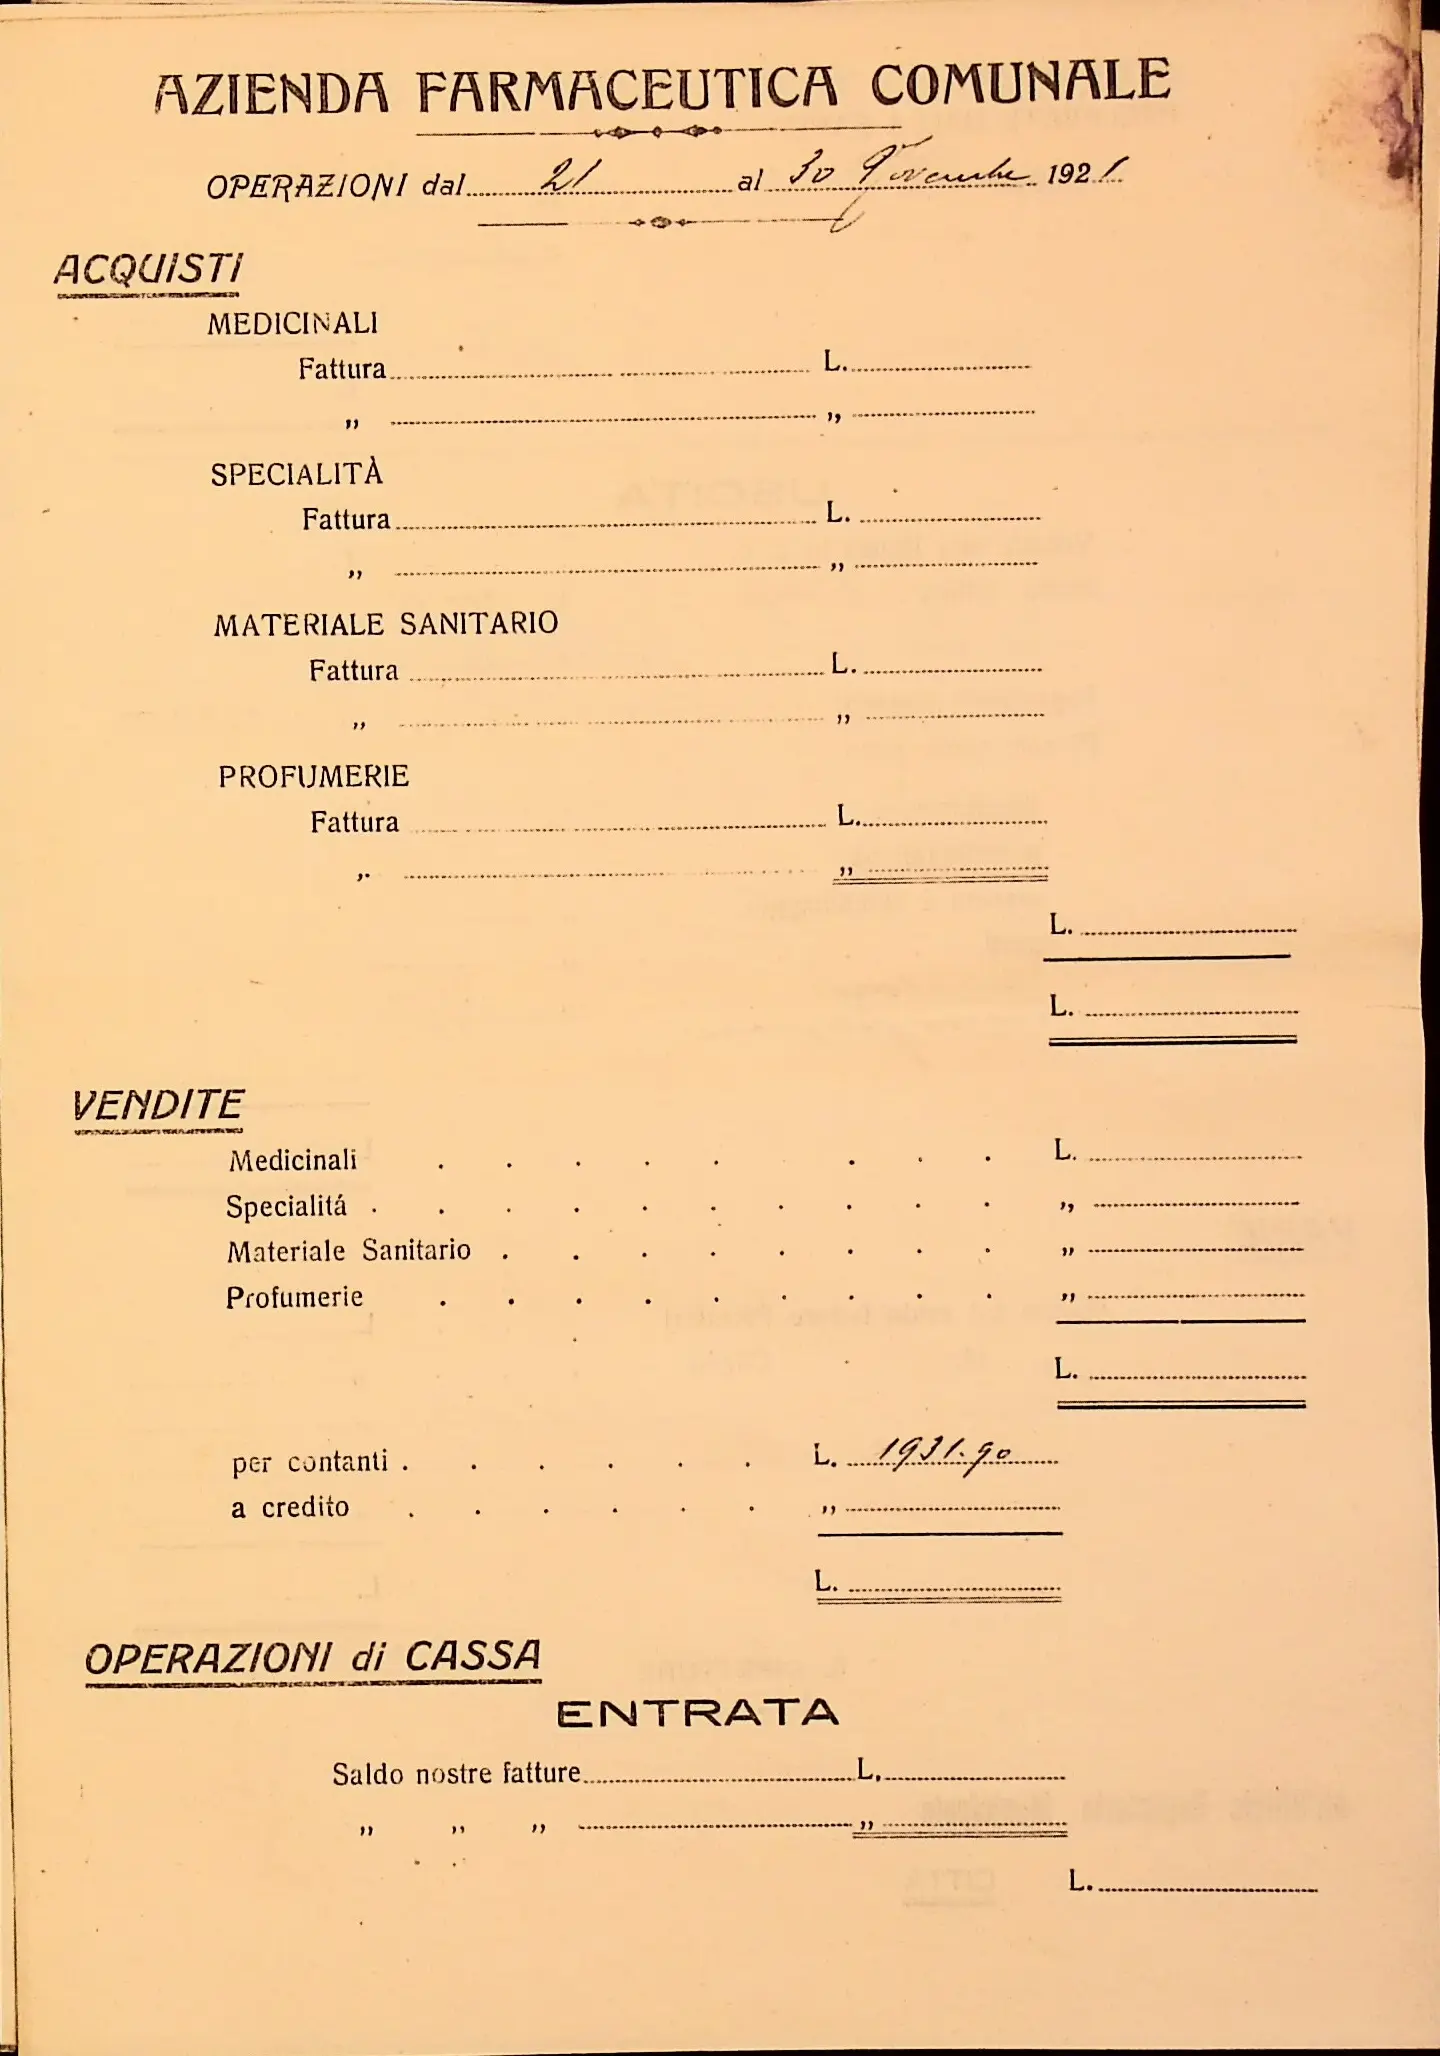 AZIENDA FARMACEUTICA COMUNALE
OPERAZIONI dal 21 al 30 Novembre 1921
ACQUISTI
MEDICINALI
Fattura L.
„ „
SPECIALITÀ
Fattura L.
„ „
MATERIALE SANITARIO
Fattura L.
„ „
PROFUMERIE
Fattura L.
„ „
L.
L.
VENDITE
Medicinali L.
Specialitá „
Materiale Sanitario „
Profumerie „
L.
per contanti L. 1931.90
a credito „
L.
OPERAZIONI di CASSA
ENTRATA
Saldo nostre fatture L.
„ „ „ „
L.